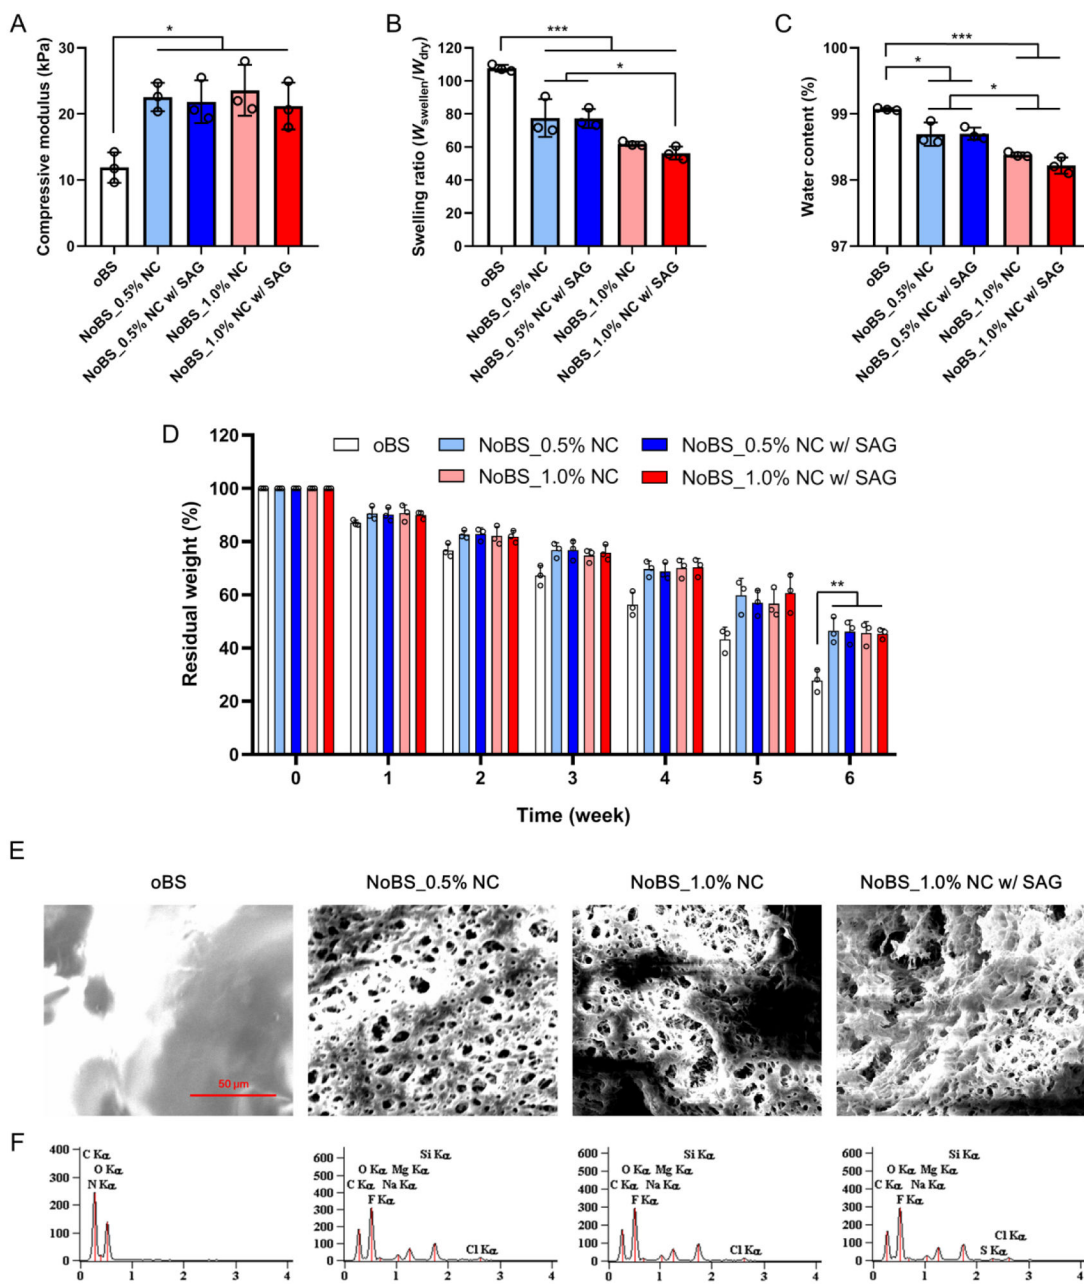 A
Compressive modulus (kPa)
30
20
10
0
*
oBS
NoBS_0.5% NC
NoBS_0.5% NC w/ SAG
NoBS_1.0% NC
NoBS_1.0% NC w/ SAG
B
Swelling ratio (Wswollen/Wdry)
120
100
80
60
40
20
0
***
*
oBS
NoBS_0.5% NC
NoBS_0.5% NC w/ SAG
NoBS_1.0% NC
NoBS_1.0% NC w/ SAG
C
Water content (%)
100
99
98
97
***
*
*
oBS
NoBS_0.5% NC
NoBS_0.5% NC w/ SAG
NoBS_1.0% NC
NoBS_1.0% NC w/ SAG
D
Residual weight (%)
120
100
80
60
40
20
0
oBS
NoBS_0.5% NC
NoBS_0.5% NC w/ SAG
NoBS_1.0% NC
NoBS_1.0% NC w/ SAG
**
0 1 2 3 4 5 6
Time (week)
E
oBS
NoBS_0.5% NC
NoBS_1.0% NC
NoBS_1.0% NC w/ SAG
50 μm
F
400
300
200
100
0
C Kα
O Kα
N Kα
0 1 2 3 4
600
500
400
300
200
100
0
Si Kα
O Kα Mg Kα
C Kα Na Kα
F Kα
Cl Kα
0 1 2 3 4
600
500
400
300
200
100
0
Si Kα
O Kα Mg Kα
C Kα Na Kα
F Kα
Cl Kα
0 1 2 3 4
600
500
400
300
200
100
0
Si Kα
O Kα Mg Kα
C Kα Na Kα
F Kα
Cl Kα
S Kα
0 1 2 3 4